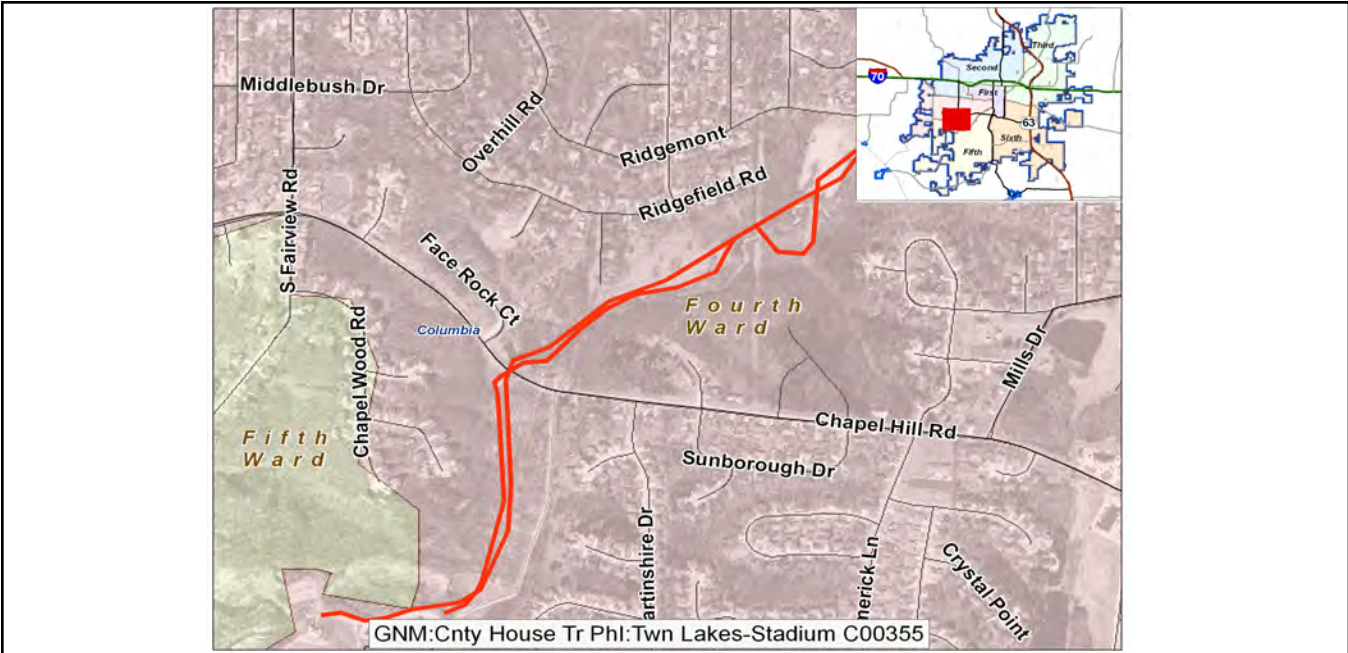 Middlebush Dr
Overhill Rd
Ridgemont
Ridgefield Rd
S Fairview Rd
Face Rock Ct
Chapel Wood Rd
Columbia
Fourth
Ward
Fifth
Ward
Mills Dr
Chapel Hill Rd
Sunborough Dr
artinshire Dr
nerick Ln
Crystal Point
GNM:Cnty House Tr PhI:Twn Lakes-Stadium C00355
Third
Second
70
First
63
Sixth
Fifth